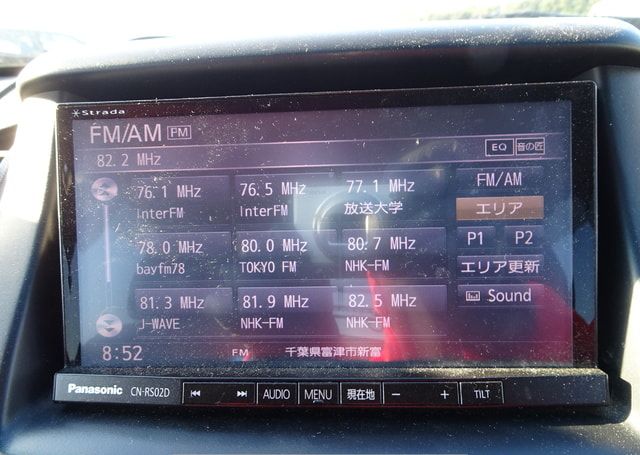 Strada
FM/AM FM
82.2 MHz EQ 音の匠
76.1 MHz 76.5 MHz 77.1 MHz FM/AM
InterFM InterFM 放送大学 エリア
78.0 MHz 80.0 MHz 80.7 MHz P1 P2
bayfm78 TOKYO FM NHK-FM エリア更新
81.3 MHz 81.9 MHz 82.5 MHz Sound
J-WAVE NHK-FM NHK-FM
8:52 FM 千葉県富津市新富
Panasonic CN-RS02D AUDIO MENU 現在地 − + TILT